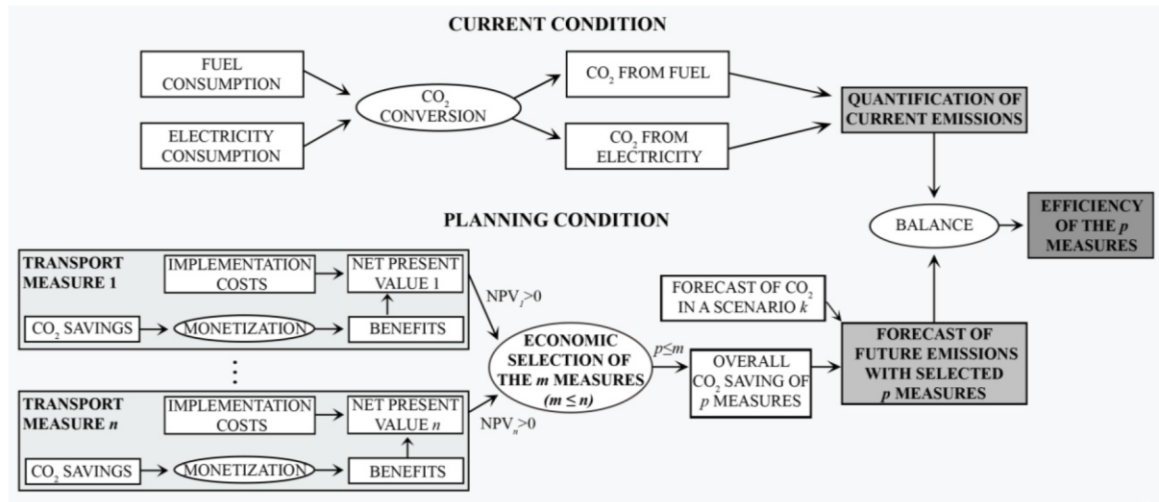 CURRENT CONDITION
FUEL
CONSUMPTION
ELECTRICITY
CONSUMPTION
CO₂
CONVERSION
CO₂ FROM FUEL
CO₂ FROM
ELECTRICITY
QUANTIFICATION OF
CURRENT EMISSIONS
BALANCE
EFFICIENCY
OF THE p
MEASURES
PLANNING CONDITION
TRANSPORT
MEASURE 1
IMPLEMENTATION
COSTS
NET PRESENT
VALUE 1
CO₂ SAVINGS
MONETIZATION
BENEFITS
NPV₁>0
⋮
TRANSPORT
MEASURE n
IMPLEMENTATION
COSTS
NET PRESENT
VALUE n
CO₂ SAVINGS
MONETIZATION
BENEFITS
NPVₙ>0
ECONOMIC
SELECTION OF
THE m MEASURES
(m ≤ n)
p≤m
FORECAST OF CO₂
IN A SCENARIO k
OVERALL
CO₂ SAVING OF
p MEASURES
FORECAST OF
FUTURE EMISSIONS
WITH SELECTED
p MEASURES